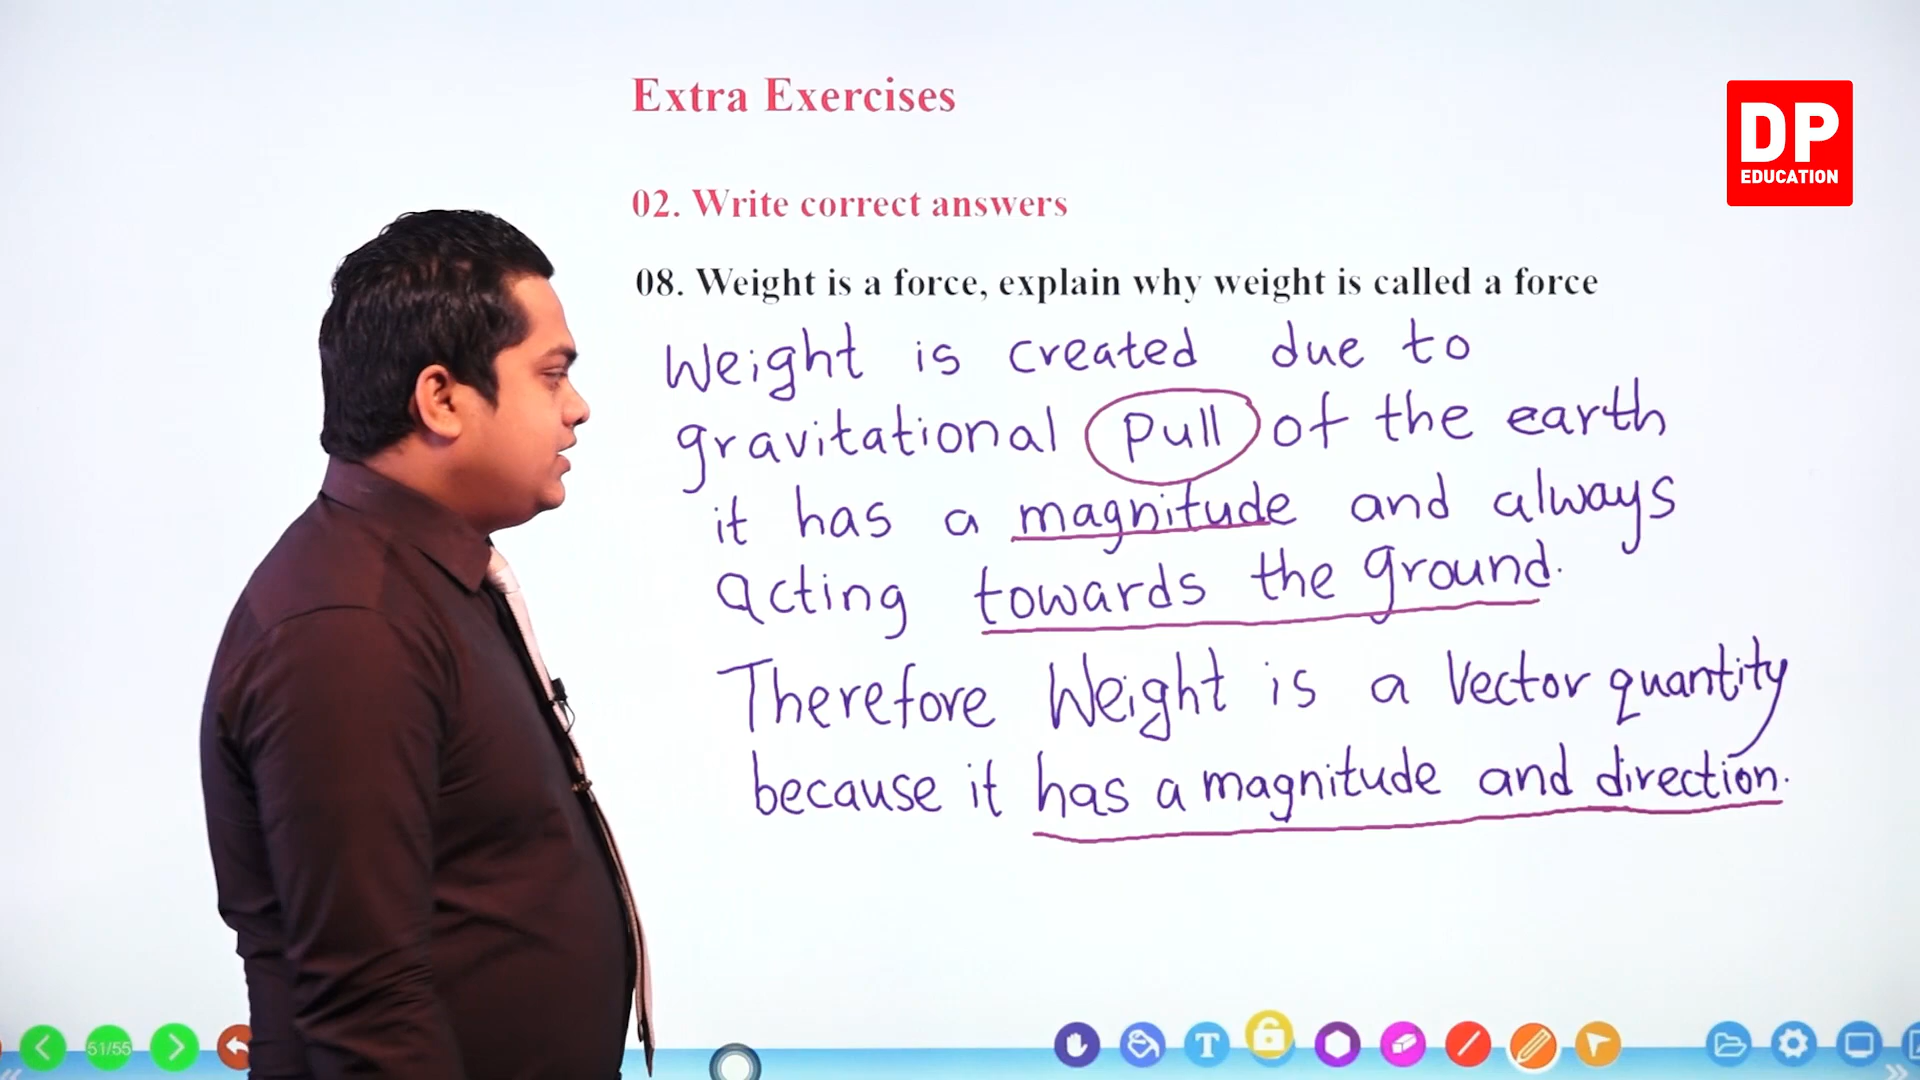 Extra Exercises
DP
EDUCATION
02. Write correct answers
08. Weight is a force, explain why weight is called a force
Weight is created due to
gravitational pull of the earth
it has a magnitude and always
acting towards the ground.
Therefore Weight is a Vector quantity
because it has a magnitude and direction.
51/55
T